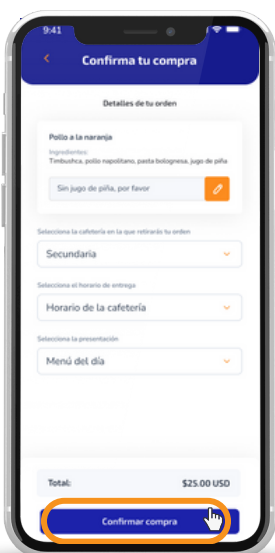 9:41
Confirma tu compra
Detalles de tu orden
Pollo a la naranja
Ingredientes:
Timbushca, pollo napolitano, pasta bolognesa, jugo de piña
Sin jugo de piña, por favor
Selecciona la cafetería en la que retirarás tu orden
Secundaria
Selecciona el horario de entrega
Horario de la cafetería
Selecciona la presentación
Menú del día
Total: $25.00 USD
Confirmar compra